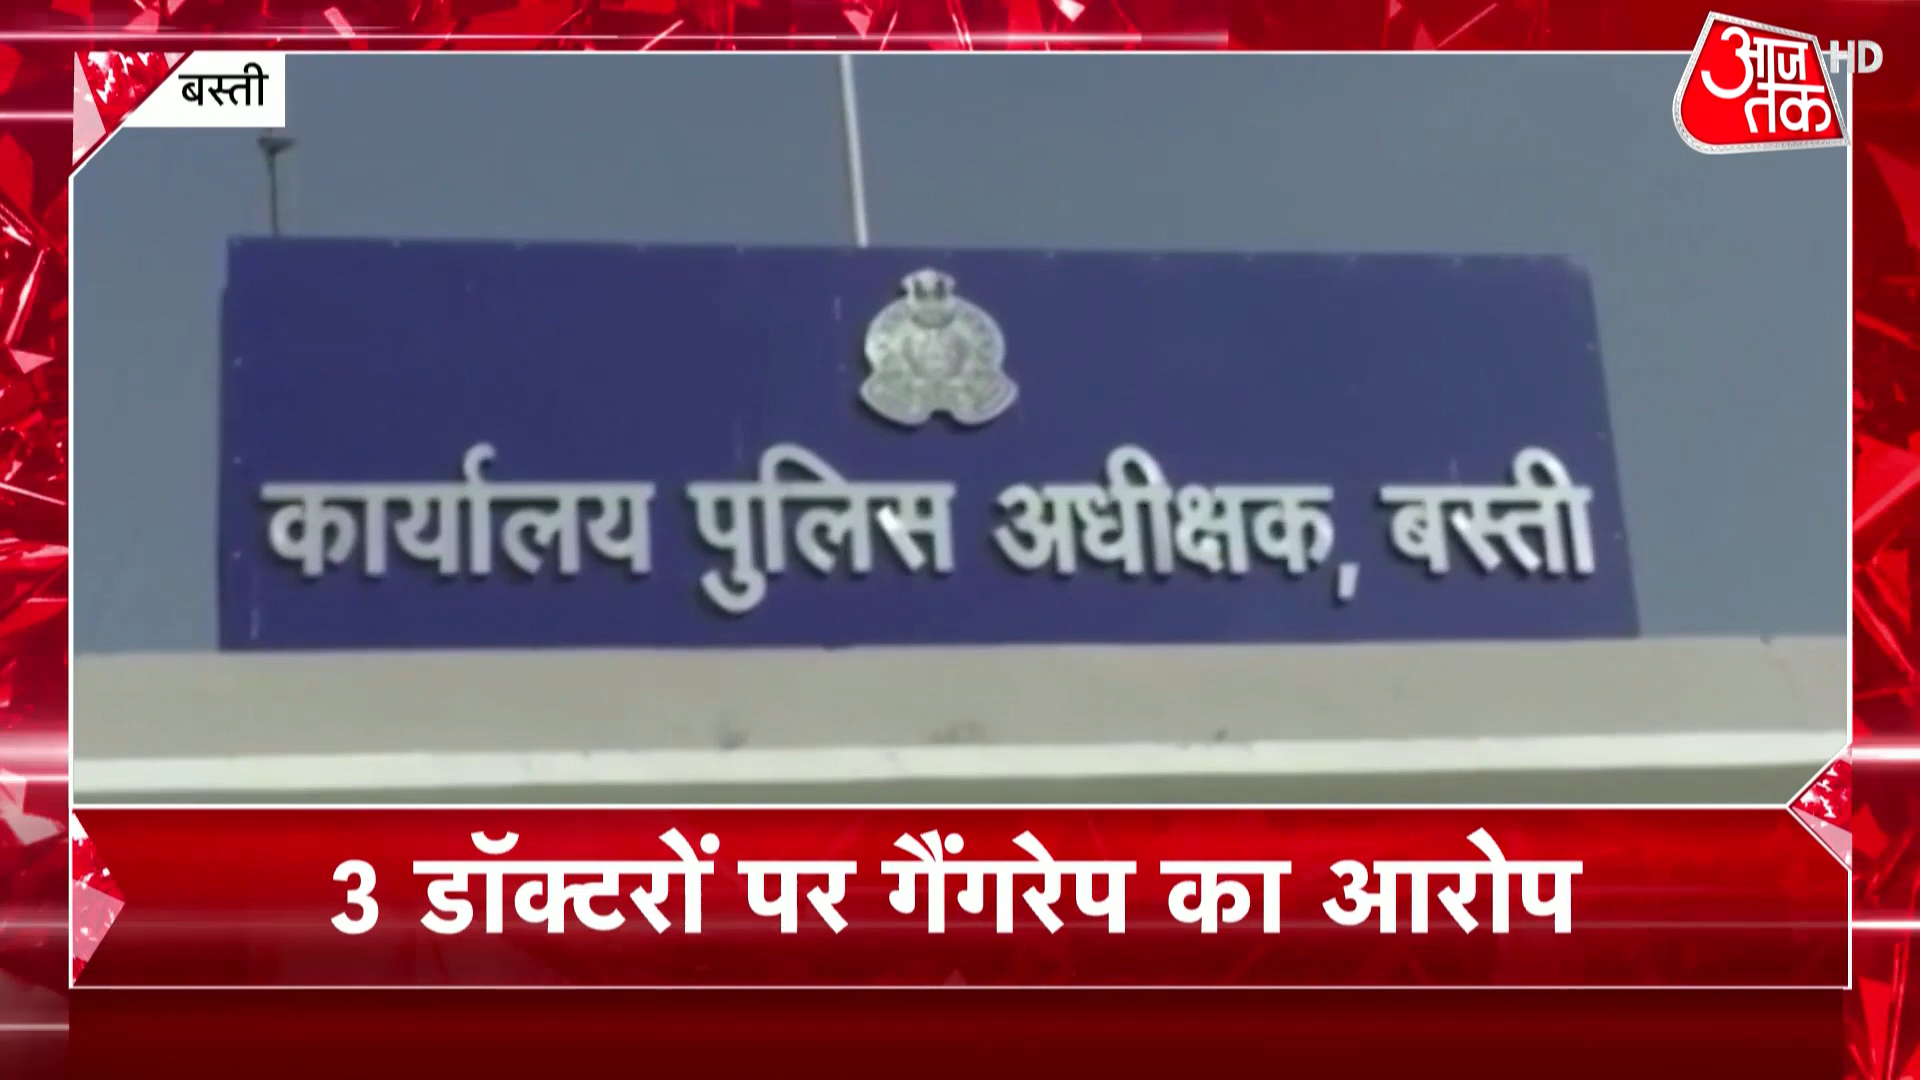 बस्ती
आज
तक
HD
कार्यालय पुलिस अधीक्षक, बस्ती
3 डॉक्टरों पर गैंगरेप का आरोप